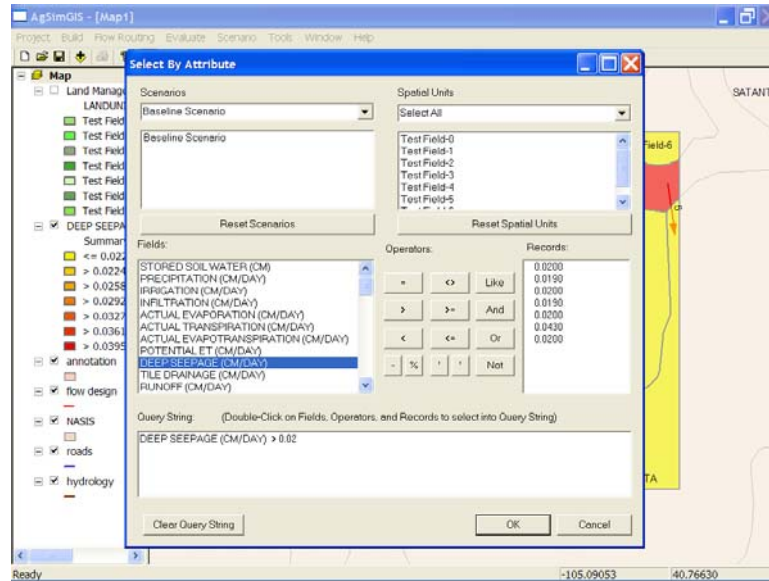 AgSimGIS - [Map1]
Project Build Flow Routing Evaluate Scenario Tools Window Help
Map
Land Manage
LANDUN
Test Field
Test Field
Test Field
Test Field
Test Field
Test Field
Test Field
DEEP SEEPA
Summar
<= 0.022
> 0.0224
> 0.0258
> 0.0292
> 0.0327
> 0.0361
> 0.0395
annotation
flow design
NASIS
roads
hydrology
Select By Attribute
Scenarios
Baseline Scenario
Baseline Scenario
Reset Scenarios
Spatial Units
Select All
Test Field-0
Test Field-1
Test Field-2
Test Field-3
Test Field-4
Test Field-5
Reset Spatial Units
Fields:
STORED SOIL WATER (CM)
PRECIPITATION (CM/DAY)
IRRIGATION (CM/DAY)
INFILTRATION (CM/DAY)
ACTUAL EVAPORATION (CM/DAY)
ACTUAL TRANSPIRATION (CM/DAY)
ACTUAL EVAPOTRANSPIRATION (CM/DAY)
POTENTIAL ET (CM/DAY)
DEEP SEEPAGE (CM/DAY)
TILE DRAINAGE (CM/DAY)
RUNOFF (CM/DAY)
Operators:
= <> Like
> >= And
< <= Or
- % ' ' Not
Records:
0.0200
0.0190
0.0200
0.0190
0.0200
0.0430
0.0200
Query String: (Double-Click on Fields, Operators, and Records to select into Query String)
DEEP SEEPAGE (CM/DAY) > 0.02
Clear Query String
OK
Cancel
SATANT
Field-6
TA
Ready
-105.09053
40.76630